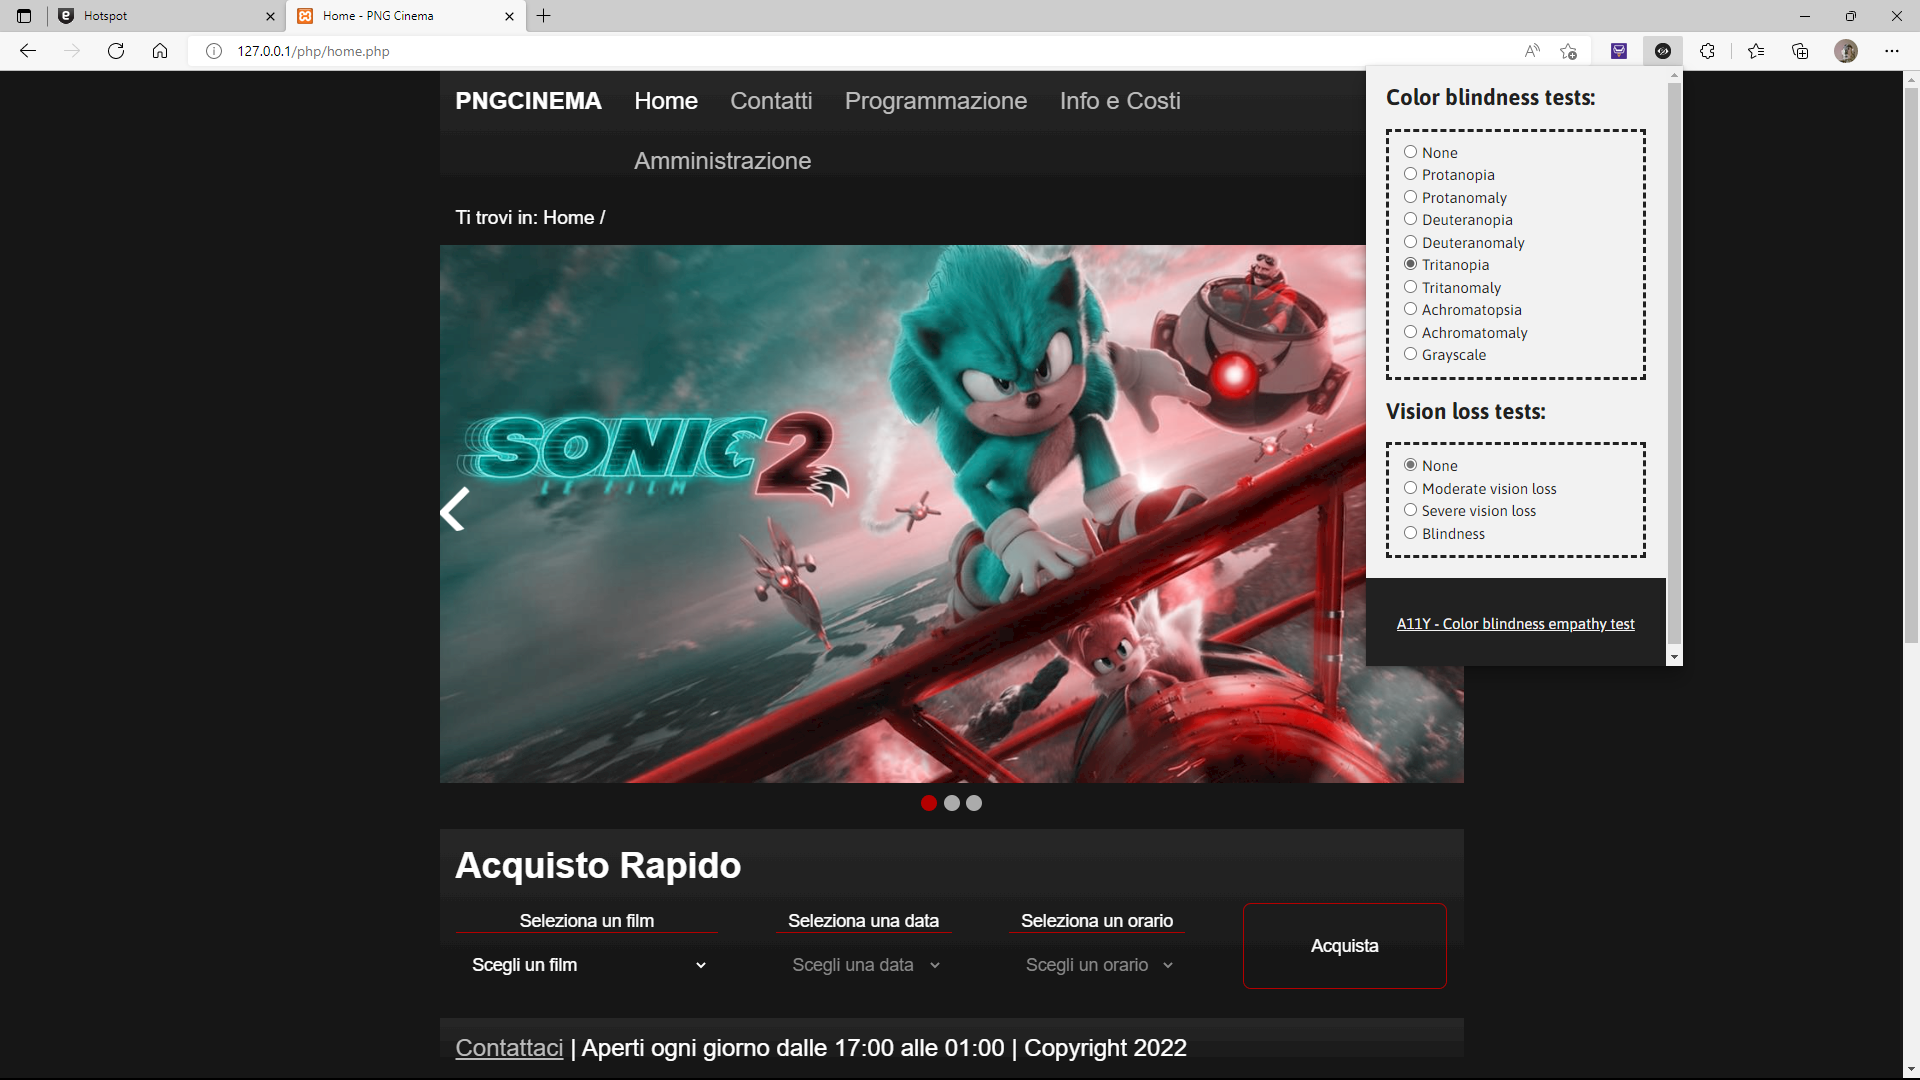 Hotspot
Home - PNG Cinema
127.0.0.1/php/home.php
PNGCINEMA Home Contatti Programmazione Info e Costi
Amministrazione
Ti trovi in: Home /
SONIC 2
LE FILM
Color blindness tests:
None
Protanopia
Protanomaly
Deuteranopia
Deuteranomaly
Tritanopia
Tritanomaly
Achromatopsia
Achromatomaly
Grayscale
Vision loss tests:
None
Moderate vision loss
Severe vision loss
Blindness
A11Y - Color blindness empathy test
Acquisto Rapido
Seleziona un film Seleziona una data Seleziona un orario
Acquista
Scegli un film Scegli una data Scegli un orario
Contattaci | Aperti ogni giorno dalle 17:00 alle 01:00 | Copyright 2022